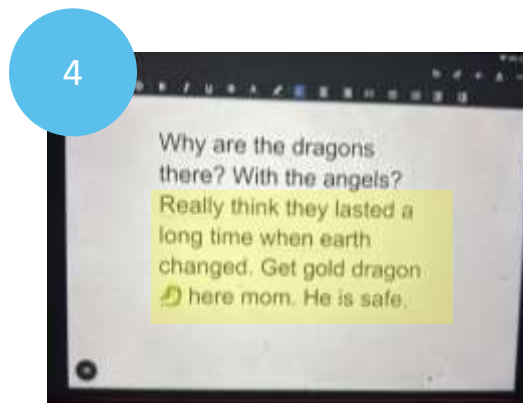 4
Why are the dragons
there? With the angels?
Really think they lasted a
long time when earth
changed. Get gold dragon
🐉 here mom. He is safe.